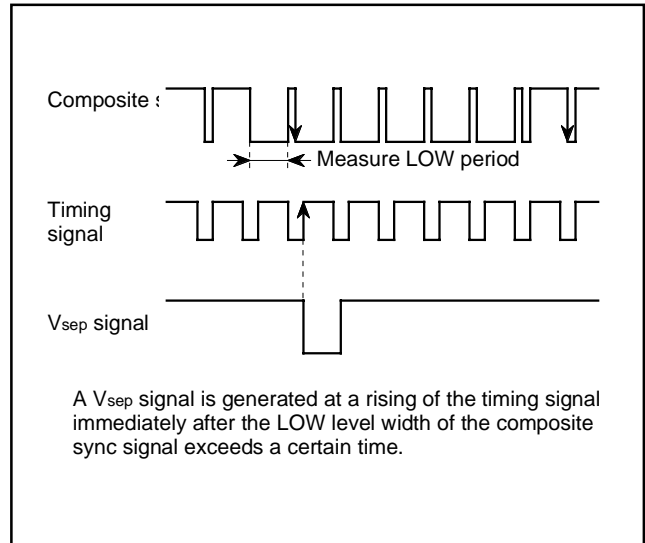 Composite
Measure LOW period
Timing
signal
Vsep signal
A Vsep signal is generated at a rising of the timing signal
immediately after the LOW level width of the composite
sync signal exceeds a certain time.